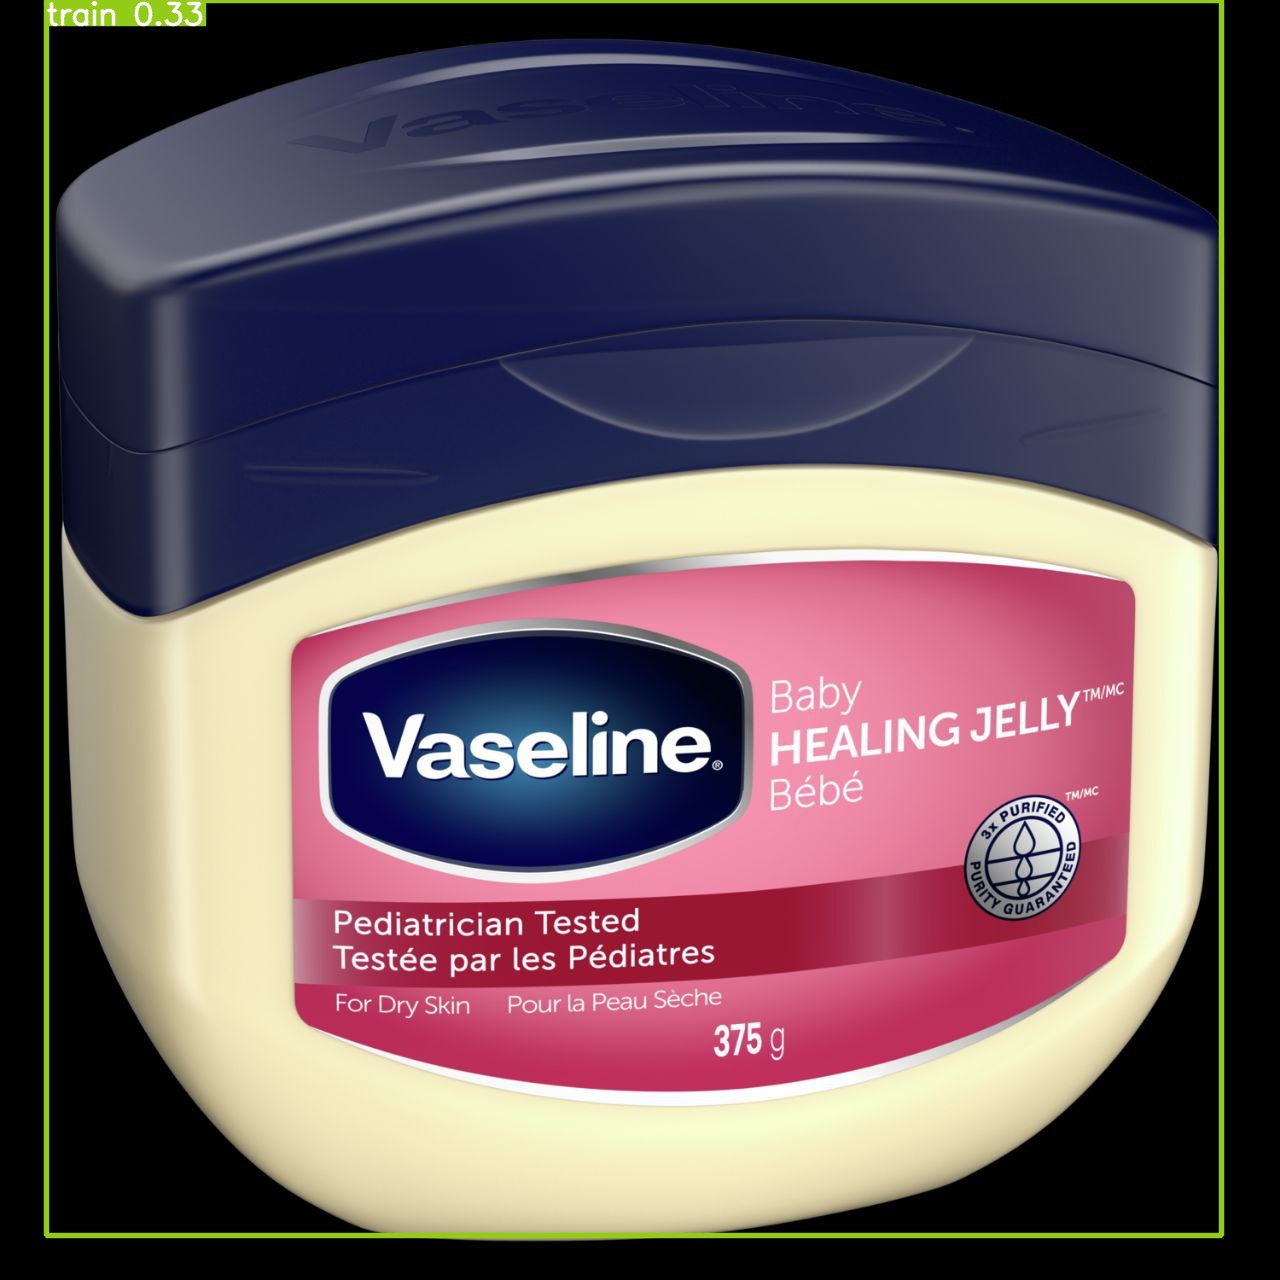 train 0.33
Vaseline.
Vaseline.®
Baby
HEALING JELLY™/MC
Bébé
TM/MC
3x PURIFIED
PURITY GUARANTEED
Pediatrician Tested
Testée par les Pédiatres
For Dry Skin Pour la Peau Sèche
375 g